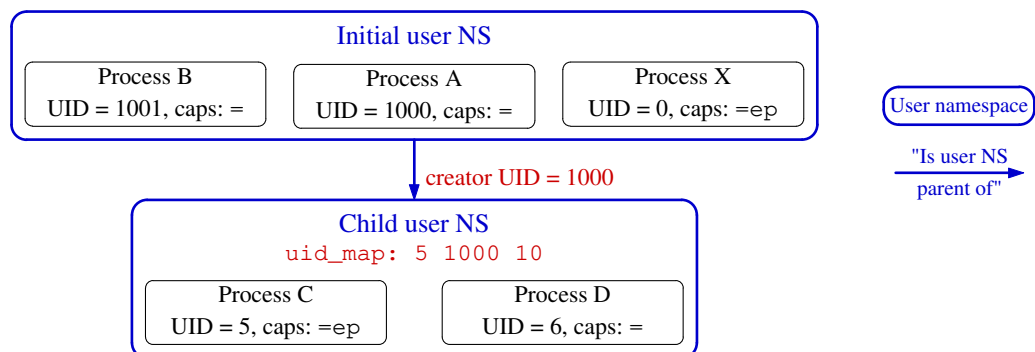 Initial user NS
Process B
UID = 1001, caps: =
Process A
UID = 1000, caps: =
Process X
UID = 0, caps: =ep
User namespace
"Is user NS
parent of"
creator UID = 1000
Child user NS
uid_map: 5 1000 10
Process C
UID = 5, caps: =ep
Process D
UID = 6, caps: =